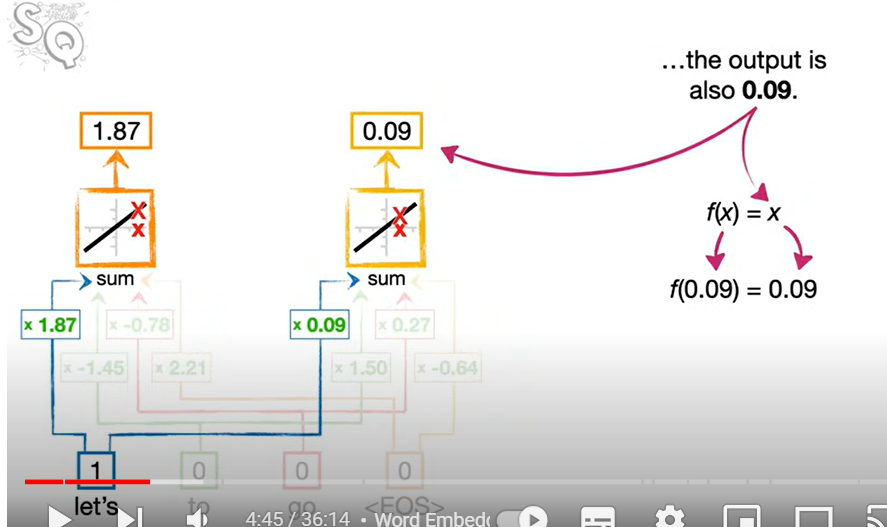 SQ
...the output is
also 0.09.
1.87
0.09
f(x) = x
f(0.09) = 0.09
sum
sum
x 1.87
x -0.78
x 0.09
x 0.27
x -1.45
x 2.21
x 1.50
x -0.64
1
0
0
0
let's
to
go
<EOS>
4:45 / 36:14 • Word Embed